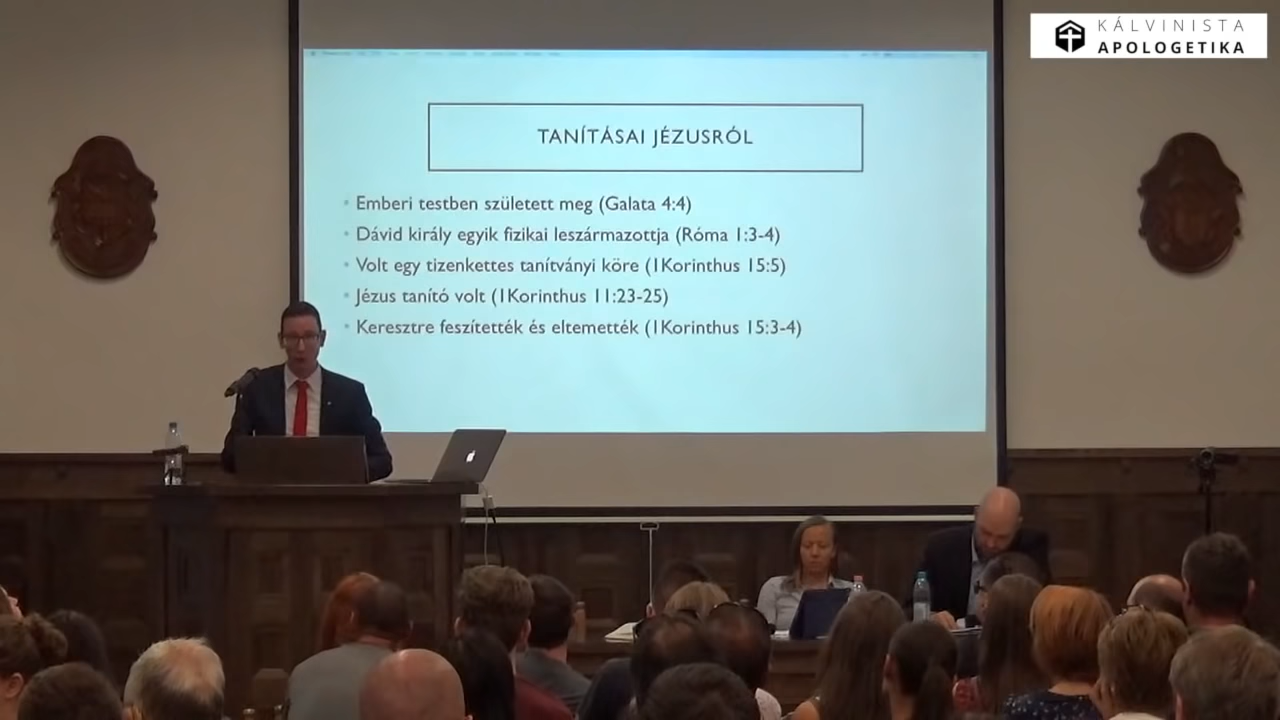 KÁLVINISTA
APOLOGETIKA
TANÍTÁSAI JÉZUSRÓL
Emberi testben született meg (Galata 4:4)
Dávid király egyik fizikai leszármazottja (Róma 1:3-4)
Volt egy tizenkettes tanítványi köre (1Korinthus 15:5)
Jézus tanító volt (1Korinthus 11:23-25)
Keresztre feszítették és eltemették (1Korinthus 15:3-4)